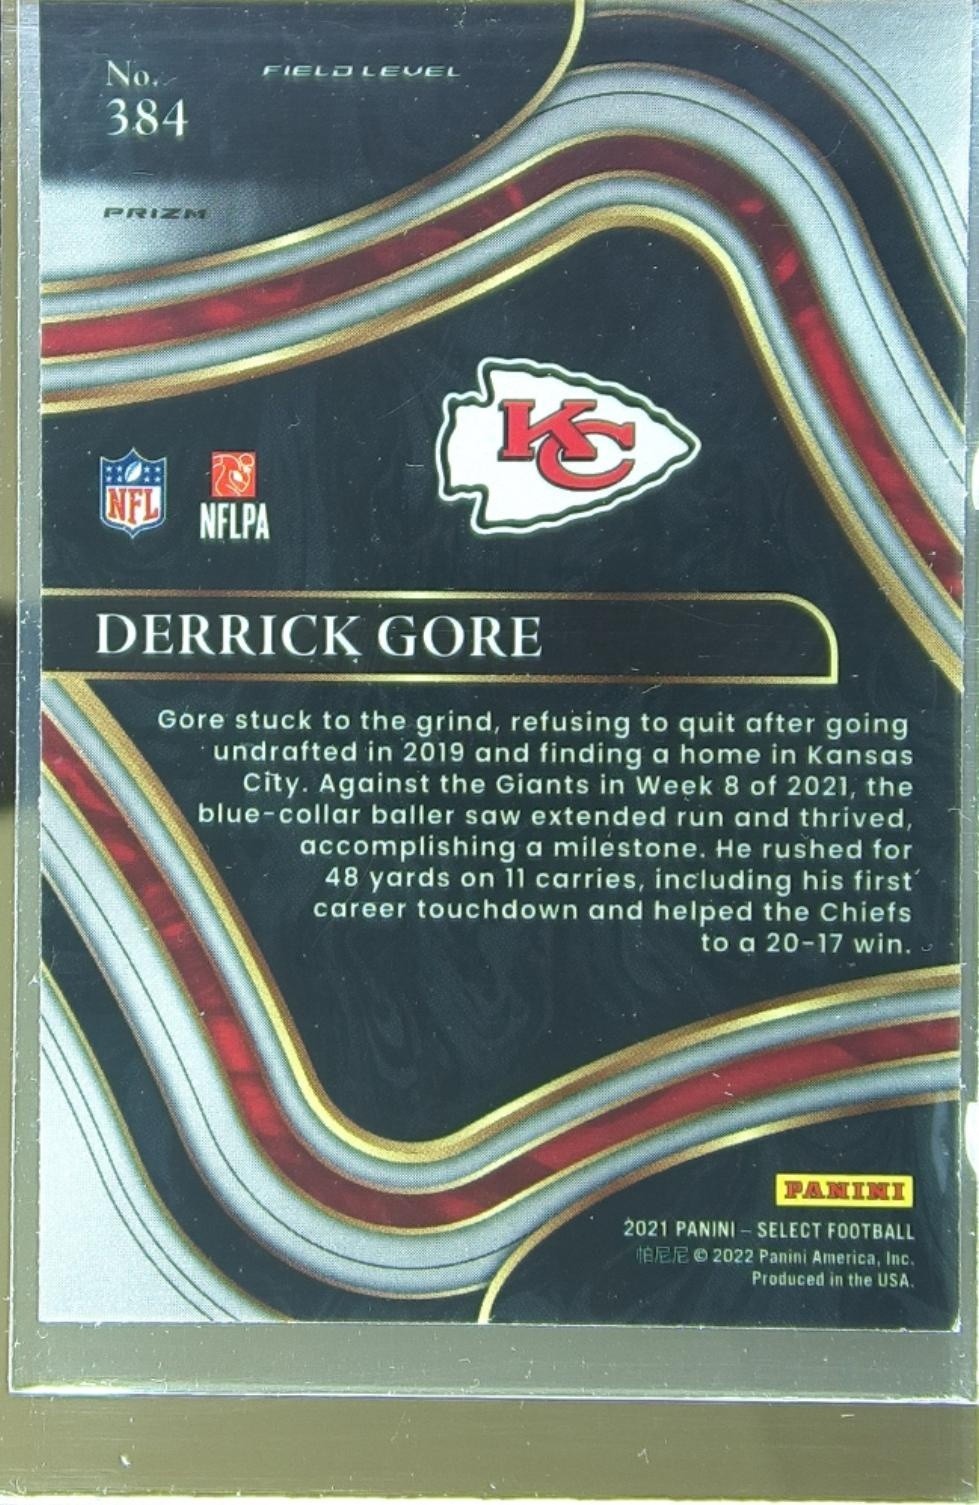 No.
384
FIELD LEVEL
PRIZM
KC
NFL
NFLPA
DERRICK GORE
Gore stuck to the grind, refusing to quit after going
undrafted in 2019 and finding a home in Kansas
City. Against the Giants in Week 8 of 2021, the
blue-collar baller saw extended run and thrived,
accomplishing a milestone. He rushed for
48 yards on 11 carries, including his first
career touchdown and helped the Chiefs
to a 20-17 win.
PANINI
2021 PANINI – SELECT FOOTBALL
帕尼尼 © 2022 Panini America, Inc.
Produced in the USA.